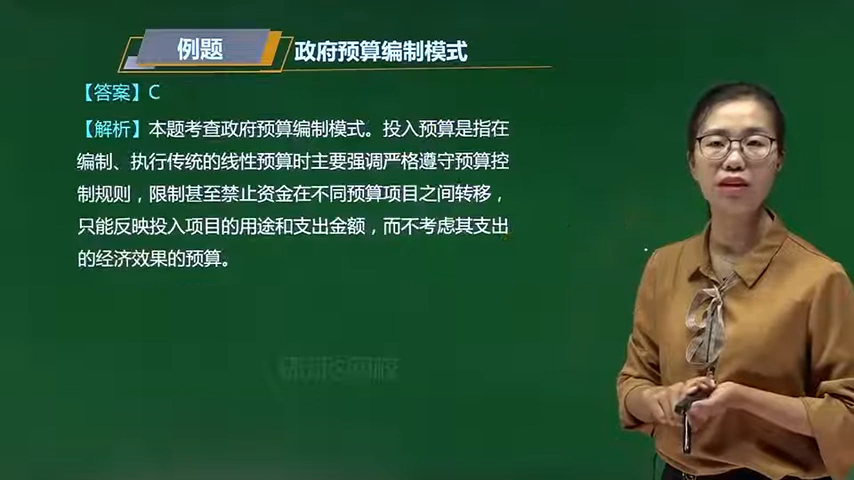 例题
政府预算编制模式
【答案】C
【解析】本题考查政府预算编制模式。投入预算是指在
编制、执行传统的线性预算时主要强调严格遵守预算控
制规则，限制甚至禁止资金在不同预算项目之间转移，
只能反映投入项目的用途和支出金额，而不考虑其支出
的经济效果的预算。